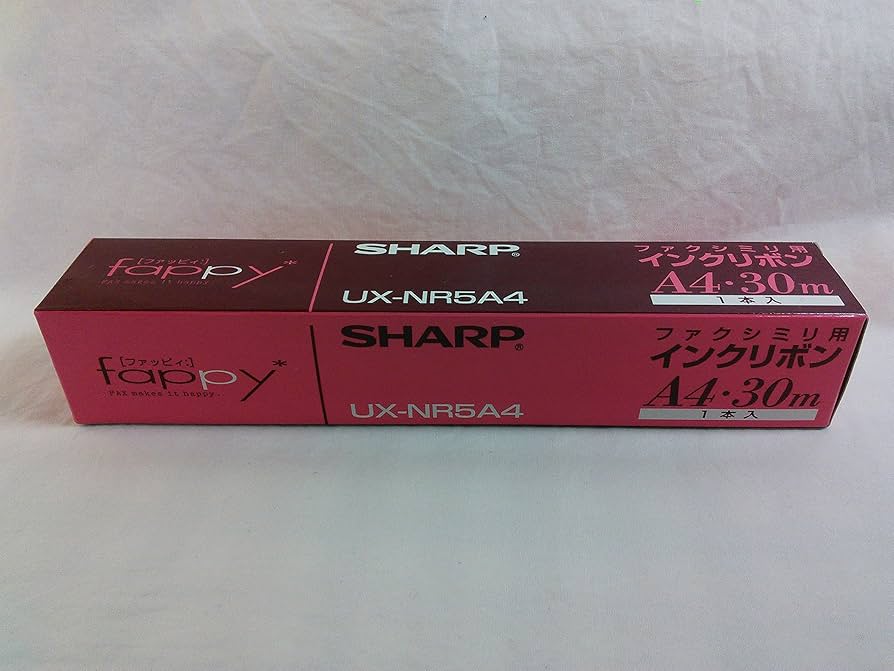 [ファッピィ:]
fappy*
FAX makes it happy.
SHARP®
UX-NR5A4
ファクシミリ用
インクリボン
A4・30m
1本入
[ファッピィ:]
fappy*
FAX makes it happy.
SHARP®
UX-NR5A4
ファクシミリ用
インクリボン
A4・30m
1本入